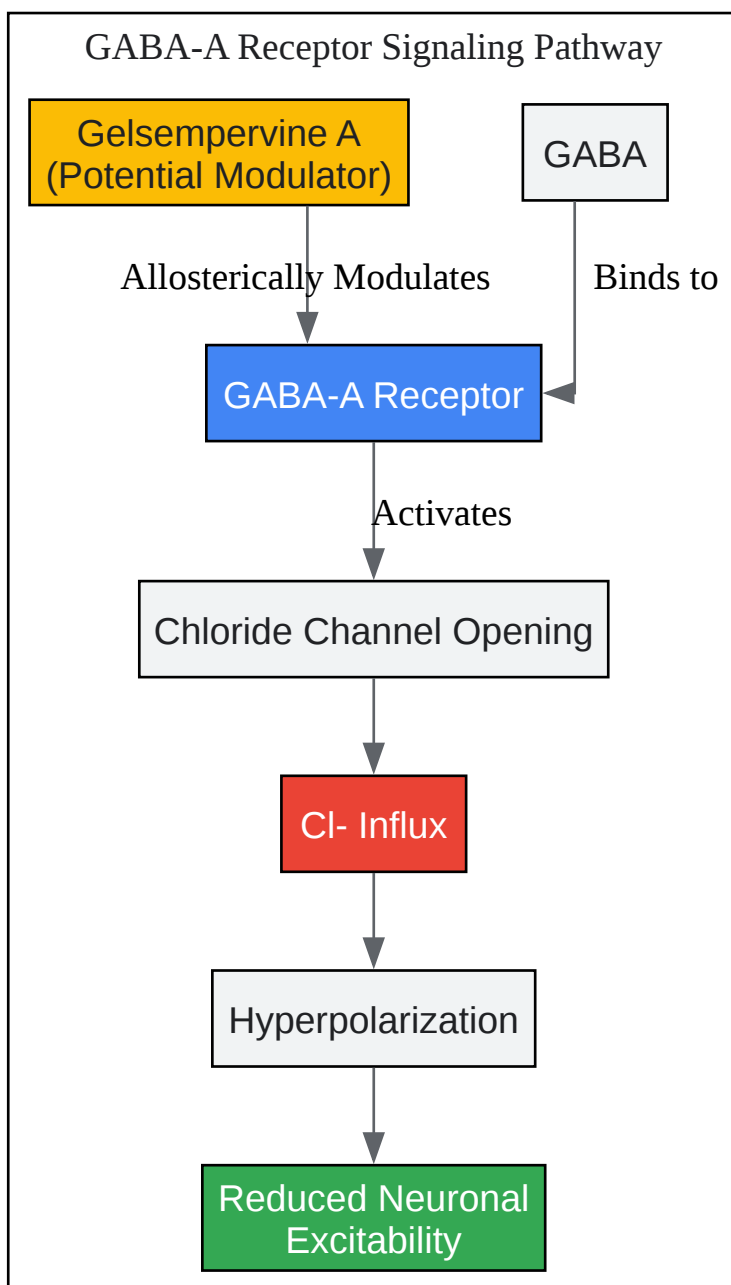 GABA-A Receptor Signaling Pathway
Gelsempervine A
(Potential Modulator)
GABA
Allosterically Modulates
Binds to
GABA-A Receptor
Activates
Chloride Channel Opening
Cl- Influx
Hyperpolarization
Reduced Neuronal
Excitability